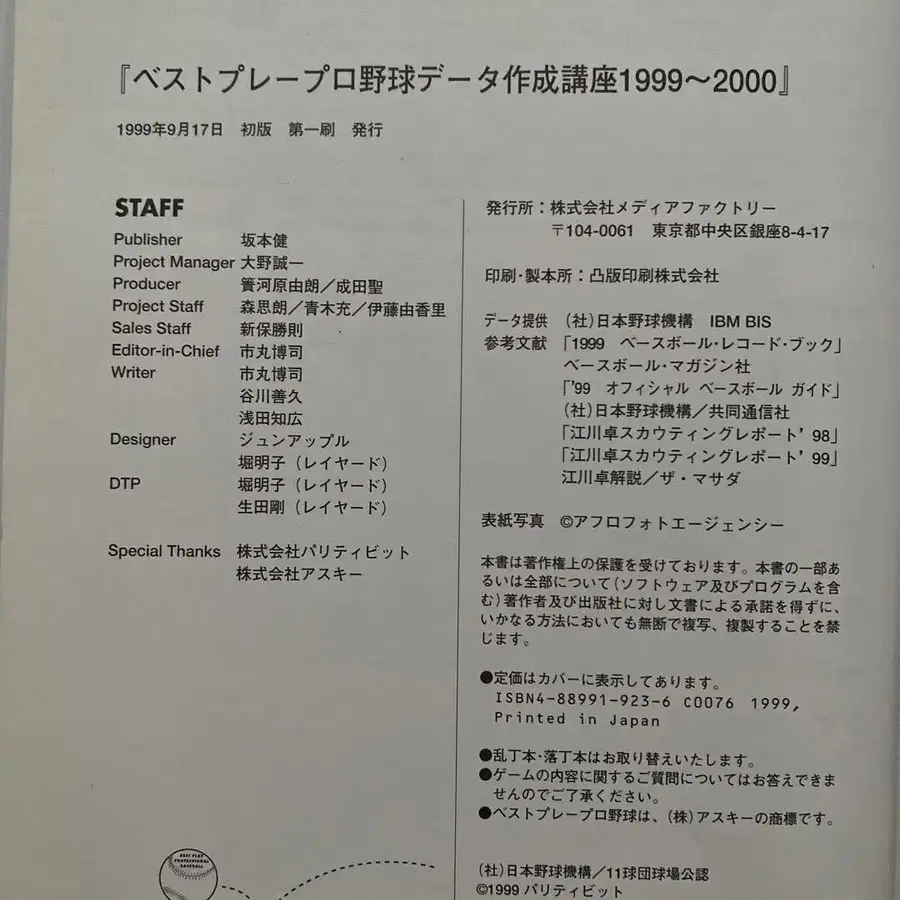 『ベストプレープロ野球データ作成講座1999〜2000』
1999年9月17日　初版　第一刷　発行
STAFF
Publisher　坂本健
Project Manager 大野誠一
Producer　簀河原由朗／成田聖
Project Staff　森思朗／青木充／伊藤由香里
Sales Staff　新保勝則
Editor-in-Chief　市丸博司
Writer　市丸博司
谷川善久
浅田知広
Designer　ジュンアップル
堀明子（レイヤード）
DTP　堀明子（レイヤード）
生田剛（レイヤード）
Special Thanks　株式会社パリティビット
株式会社アスキー
発行所：株式会社メディアファクトリー
〒104-0061　東京都中央区銀座8-4-17
印刷・製本所：凸版印刷株式会社
データ提供　（社）日本野球機構　IBM BIS
参考文献　「1999　ベースボール・レコード・ブック」
ベースボール・マガジン社
「'99　オフィシャル ベースボール ガイド」
（社）日本野球機構／共同通信社
「江川卓スカウティングレポート’98」
「江川卓スカウティングレポート’99」
江川卓解説／ザ・マサダ
表紙写真　©アフロフォトエージェンシー
本書は著作権上の保護を受けております。本書の一部あ
るいは全部について（ソフトウェア及びプログラムを含
む）著作者及び出版社に対し文書による承諾を得ずに、
いかなる方法においても無断で複写、複製することを禁
じます。
●定価はカバーに表示してあります。
ISBN4-88991-923-6 C0076 1999,
Printed in Japan
●乱丁本・落丁本はお取り替えいたします。
●ゲームの内容に関するご質問についてはお答えできま
せんのでご了承ください。
●ベストプレープロ野球は、（株）アスキーの商標です。
（社）日本野球機構／11球団球場公認
©1999 パリティビット
BEST PLAY
PROFESSIONAL
BASEBALL